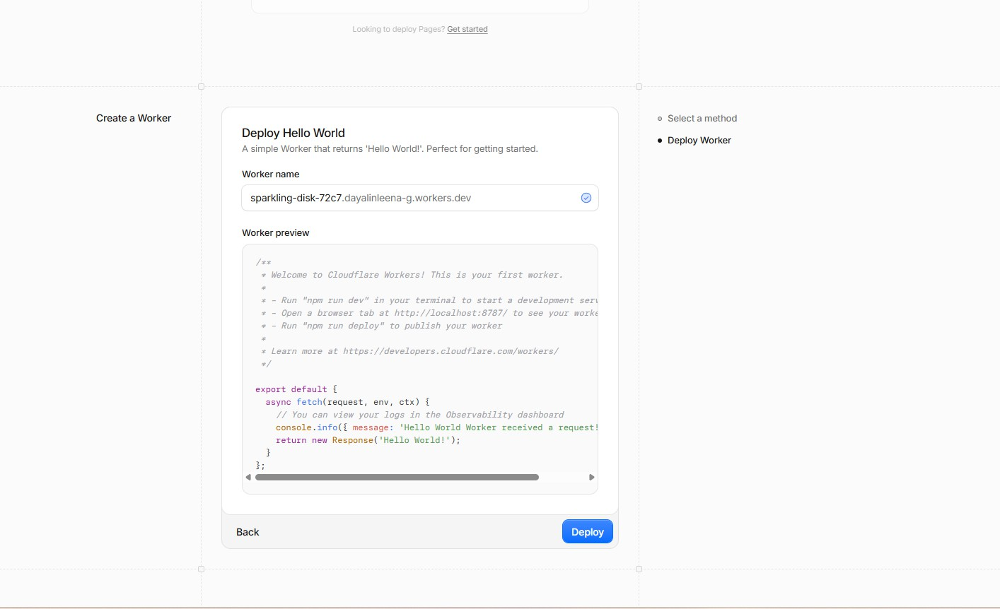 Looking to deploy Pages? Get started
Create a Worker
Deploy Hello World
A simple Worker that returns 'Hello World!'. Perfect for getting started.
Worker name
sparkling-disk-72c7.dayalinleena-g.workers.dev
Worker preview
/**
 * Welcome to Cloudflare Workers! This is your first worker.
 *
 * - Run "npm run dev" in your terminal to start a development serv
 * - Open a browser tab at http://localhost:8787/ to see your worke
 * - Run "npm run deploy" to publish your worker
 *
 * Learn more at https://developers.cloudflare.com/workers/
 */
export default {
  async fetch(request, env, ctx) {
    // You can view your logs in the Observability dashboard
    console.info({ message: 'Hello World Worker received a request!
    return new Response('Hello World!');
  }
};
Back
Deploy
Select a method
Deploy Worker